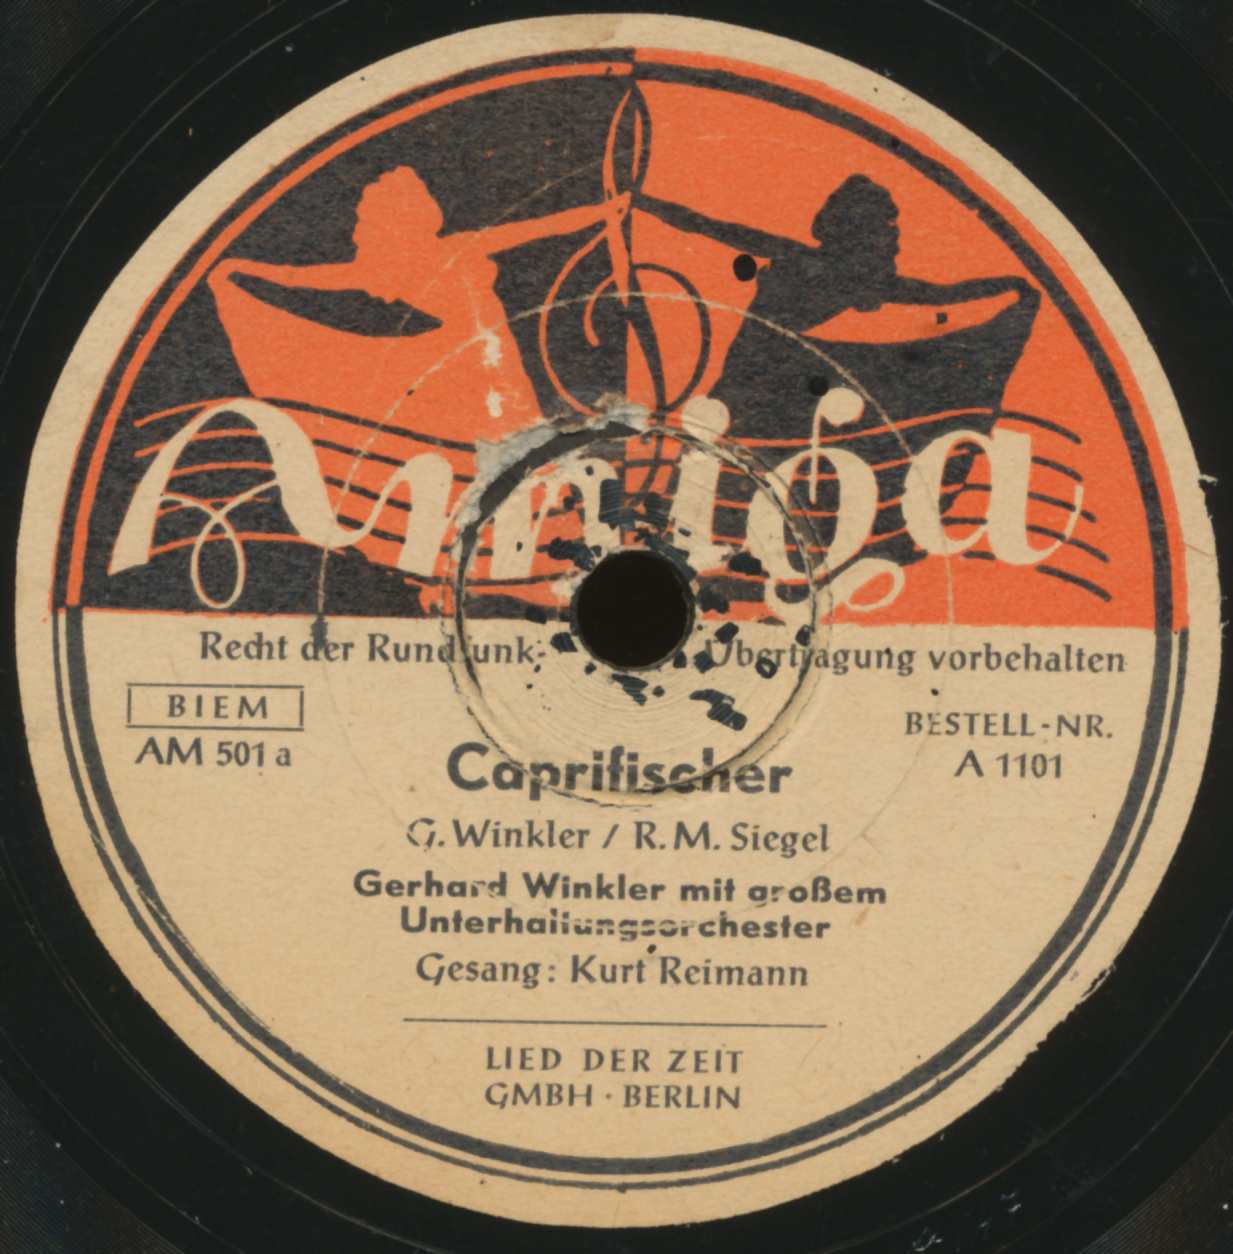 Amiga
Recht der Rundfunk- Übertragung vorbehalten
BIEM
AM 501 a
BESTELL-NR.
A 1101
Caprifischer
G. Winkler / R. M. Siegel
Gerhard Winkler mit großem
Unterhaltungsorchester
Gesang: Kurt Reimann
LIED DER ZEIT
GMBH · BERLIN